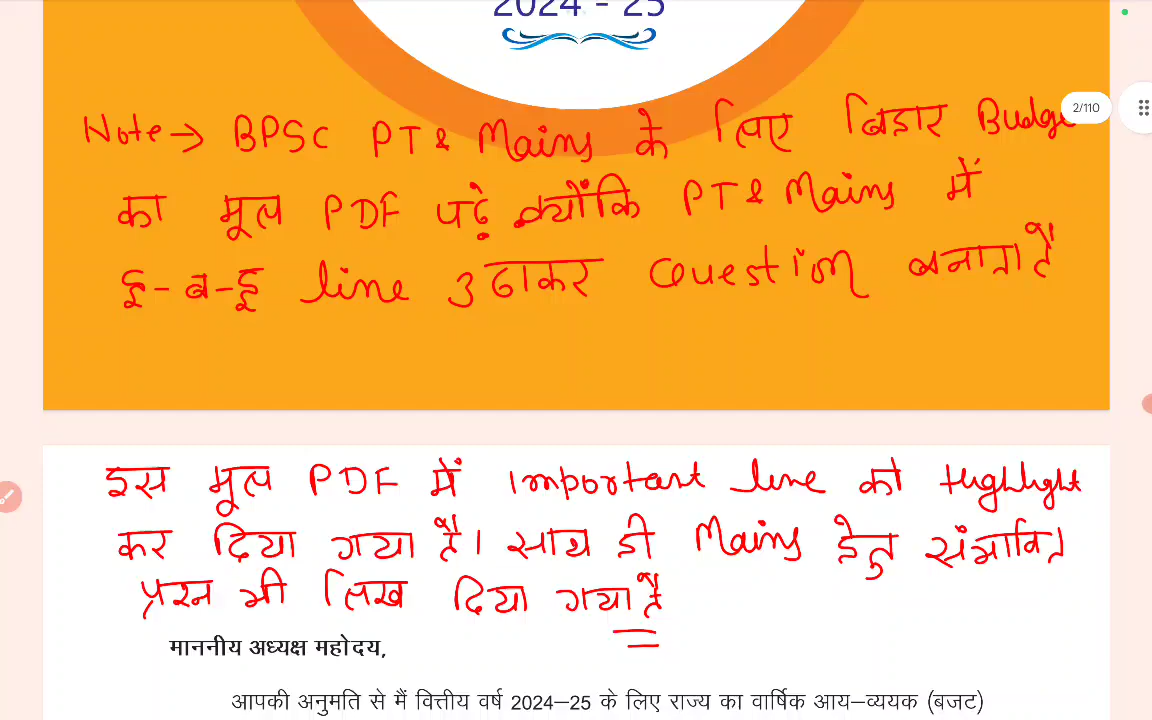 2024 - 25
Note → BPSC PT & Mains के लिए बिहार Budge
2/110
का मूल PDF पढ़े क्योंकि PT & Mains में
हू-ब-हू line उठाकर Question बनाता है
इस मूल PDF में Important line को Highlight
कर दिया गया है। साथ ही Mains हेतु संभावित
प्रश्न भी लिख दिया गया है
माननीय अध्यक्ष महोदय,
आपकी अनुमति से मैं वित्तीय वर्ष 2024–25 के लिए राज्य का वार्षिक आय–व्ययक (बजट)